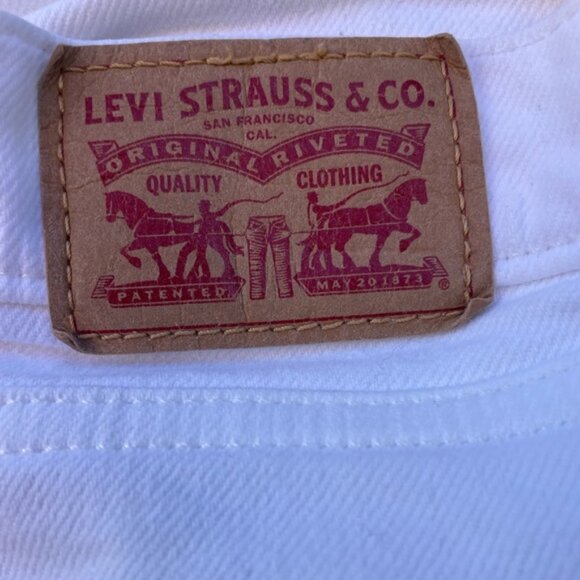 LEVI STRAUSS & CO.
SAN FRANCISCO
CAL.
ORIGINAL RIVETED
QUALITY CLOTHING
PATENTED MAY 20 1873 ®